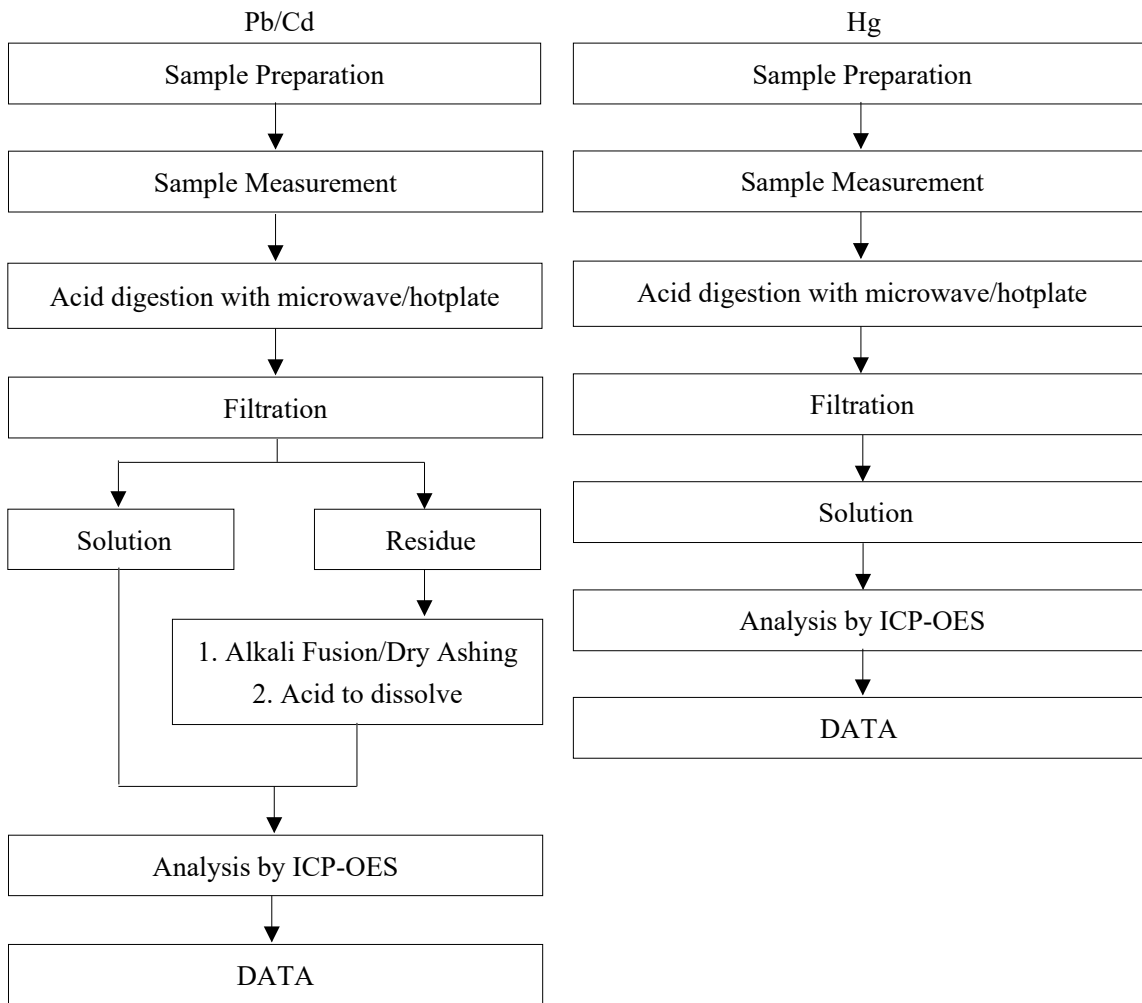 Pb/Cd
Sample Preparation
Sample Measurement
Acid digestion with microwave/hotplate
Filtration
Solution
Residue
1. Alkali Fusion/Dry Ashing
2. Acid to dissolve
Analysis by ICP-OES
DATA
Hg
Sample Preparation
Sample Measurement
Acid digestion with microwave/hotplate
Filtration
Solution
Analysis by ICP-OES
DATA